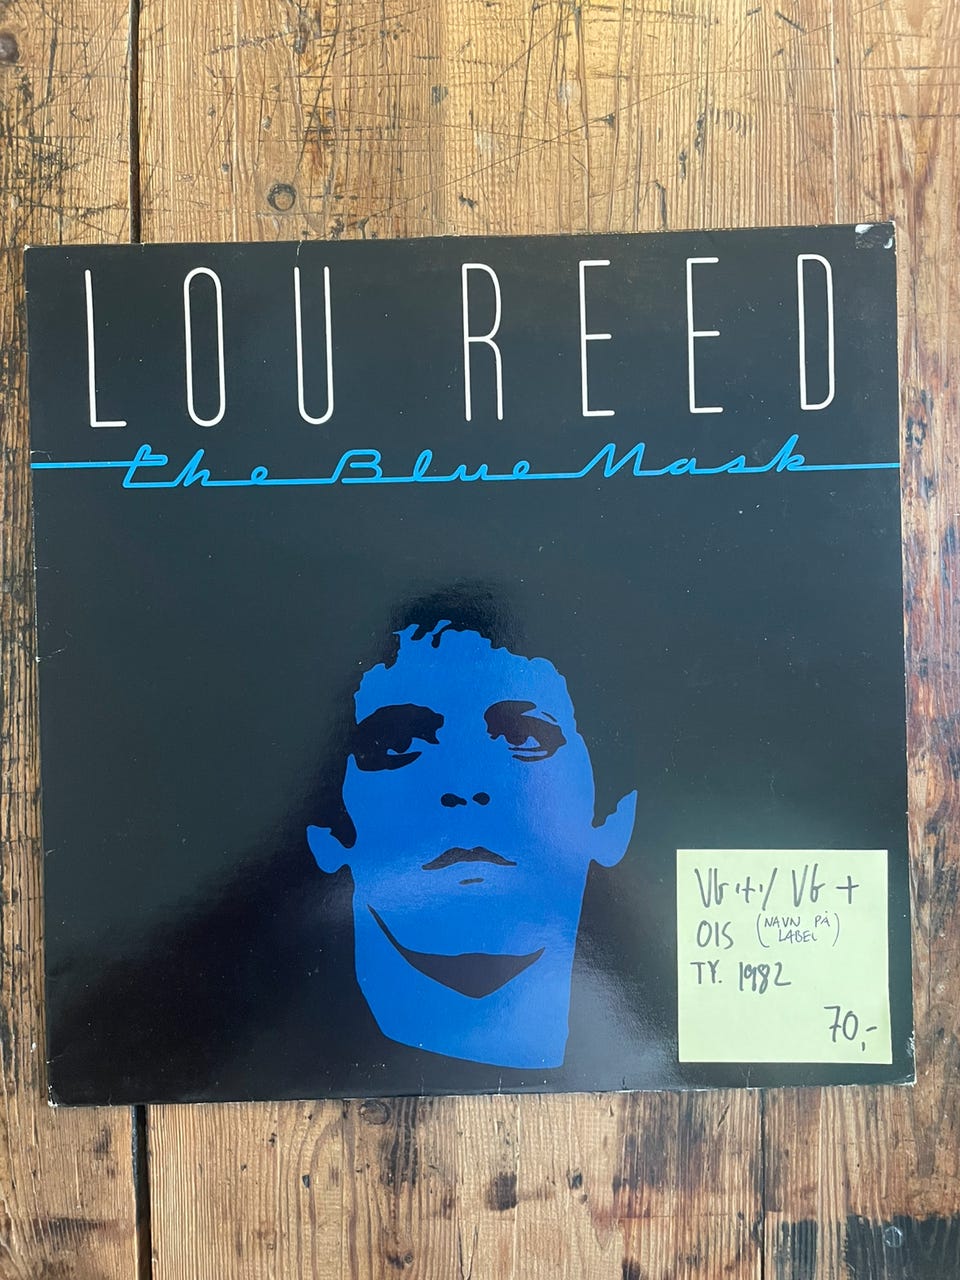 LOU REED
the Blue Mask
VG(+)/ VG+
OIS (NAVN PÅ LABEL)
TY. 1982
70,-